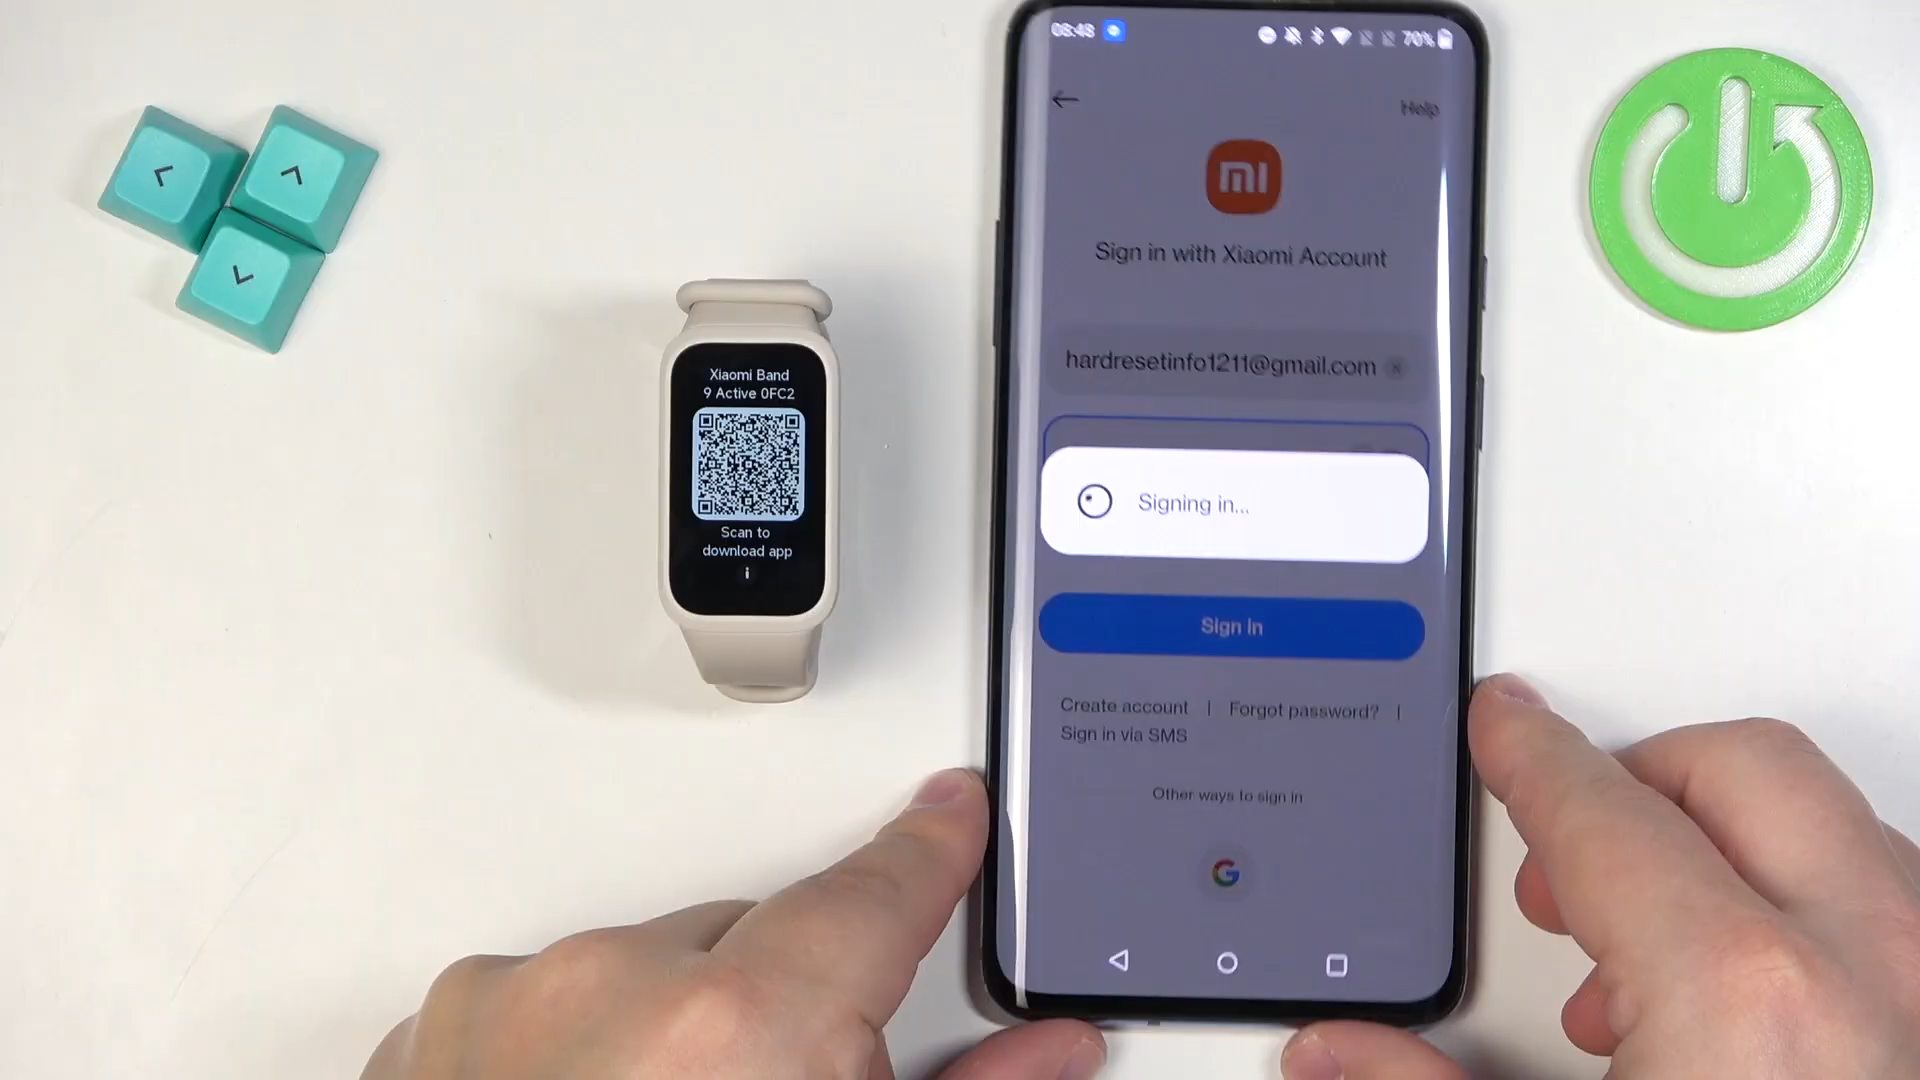 Xiaomi Band
9 Active 0FC2
Scan to
download app
i
08:48
70%
Help
mi
Sign in with Xiaomi Account
hardresetinfo1211@gmail.com
Signing in...
Sign in
Create account | Forgot password? |
Sign in via SMS
Other ways to sign in
G